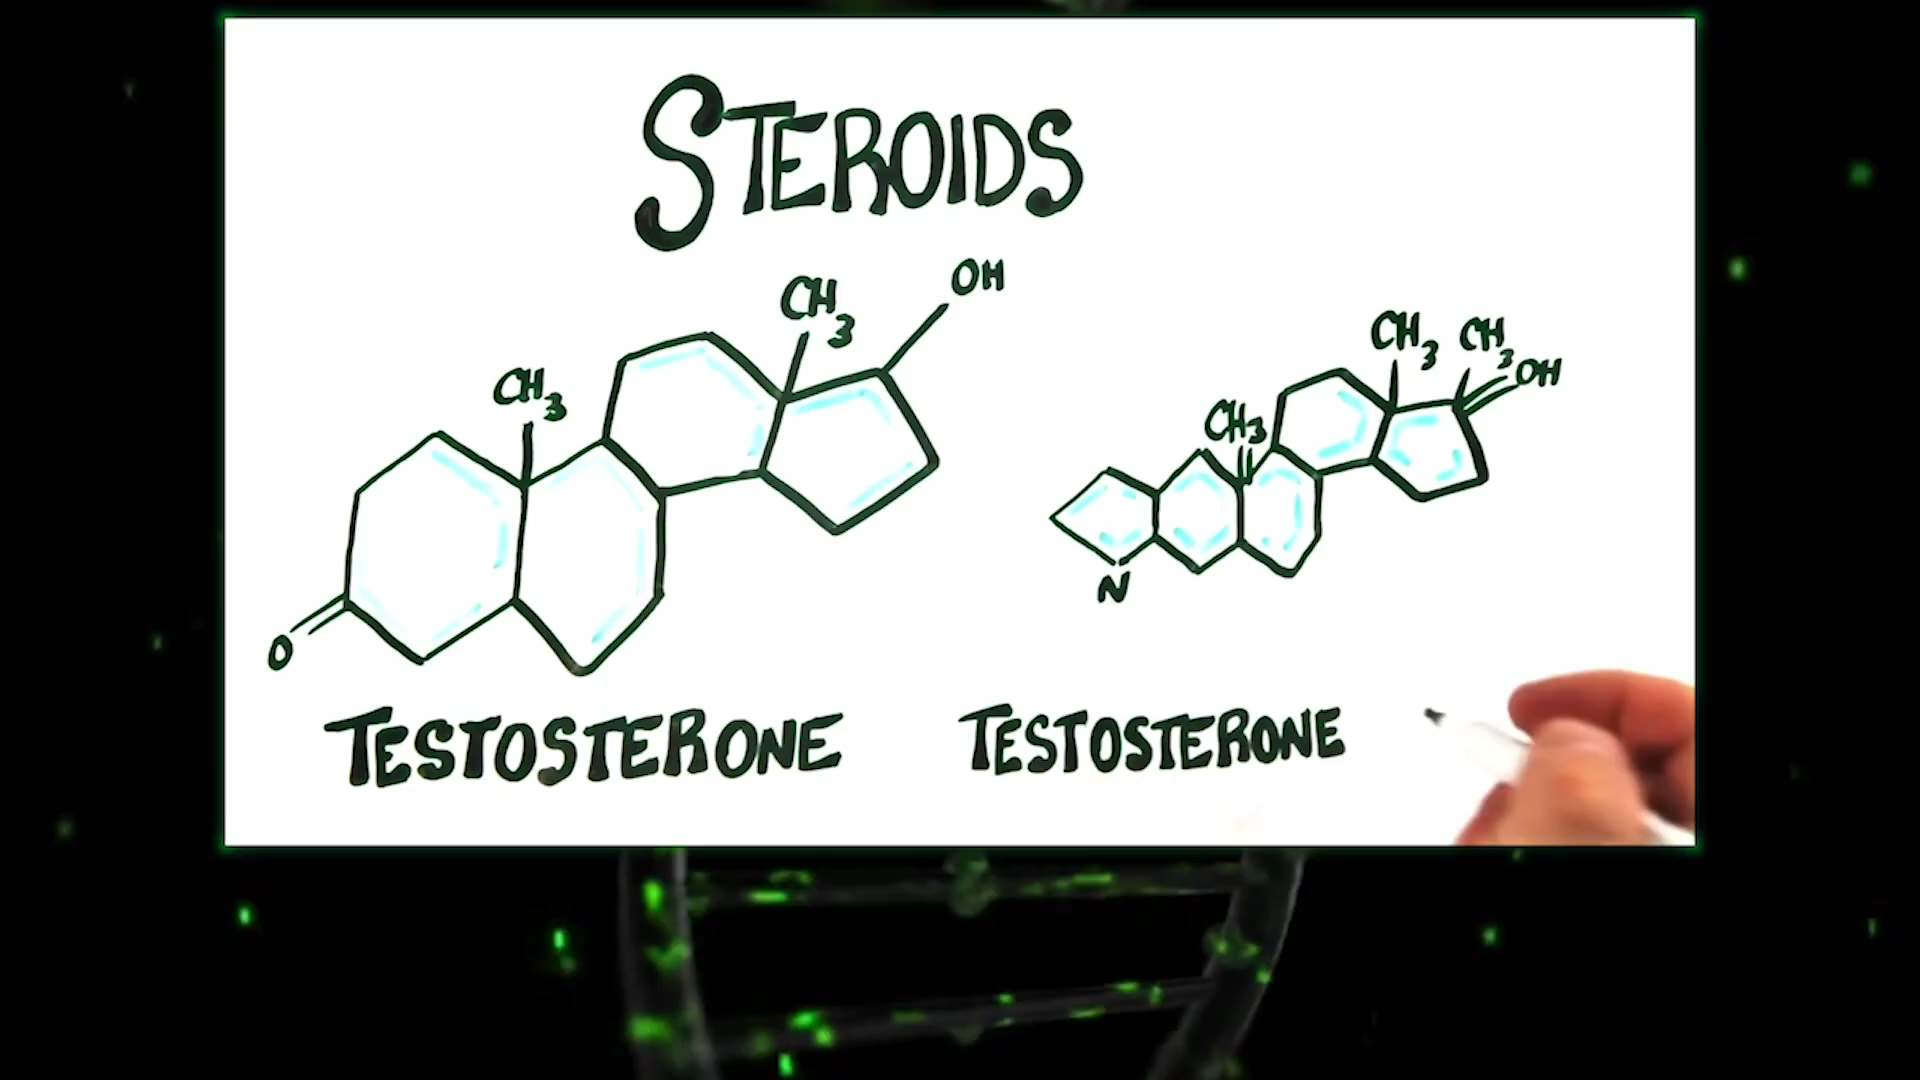 STEROIDS
OH
CH3
CH3
O
CH3 CH3
OH
CH3
N
TESTOSTERONE TESTOSTERONE